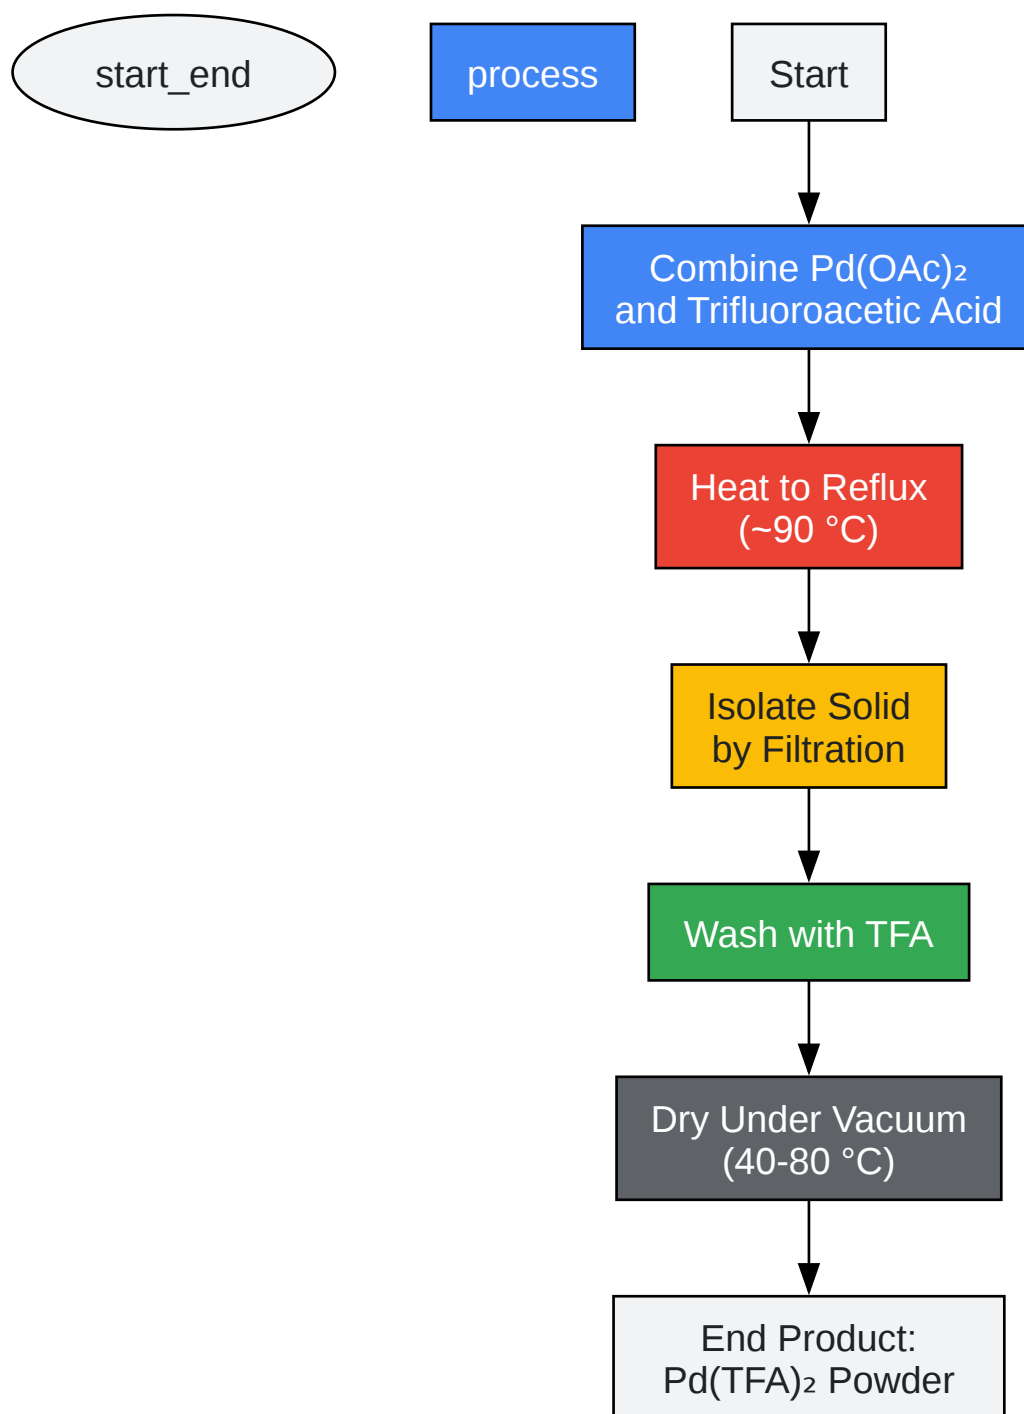 start_end
process
Start
Combine Pd(OAc)₂
and Trifluoroacetic Acid
Heat to Reflux
(~90 °C)
Isolate Solid
by Filtration
Wash with TFA
Dry Under Vacuum
(40-80 °C)
End Product:
Pd(TFA)₂ Powder